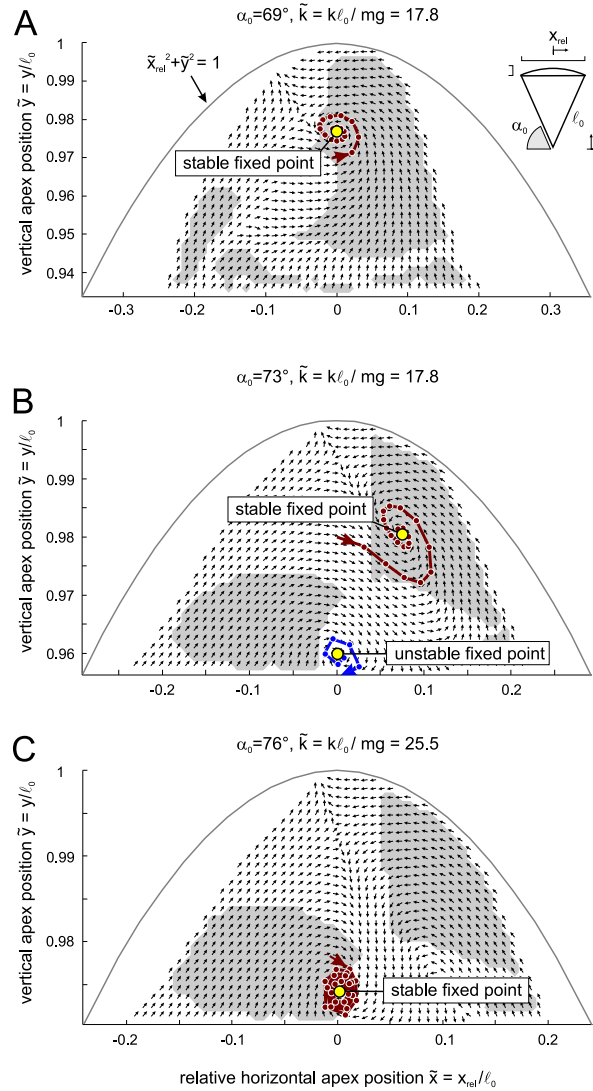 A
α₀=69°, k̃ = kℓ₀/ mg = 17.8
x̃rel²+ỹ²= 1
xrel
ℓ₀
α₀
stable fixed point
vertical apex position ỹ = y/ℓ₀
1
0.99
0.98
0.97
0.96
0.95
0.94
-0.3
-0.2
-0.1
0
0.1
0.2
0.3
B
α₀=73°, k̃ = kℓ₀/ mg = 17.8
stable fixed point
unstable fixed point
vertical apex position ỹ = y/ℓ₀
1
0.99
0.98
0.97
0.96
-0.2
-0.1
0
0.1
0.2
C
α₀=76°, k̃ = kℓ₀/ mg = 25.5
stable fixed point
vertical apex position ỹ = y/ℓ₀
1
0.99
0.98
-0.2
-0.1
0
0.1
0.2
relative horizontal apex position x̃ = xrel/ℓ₀